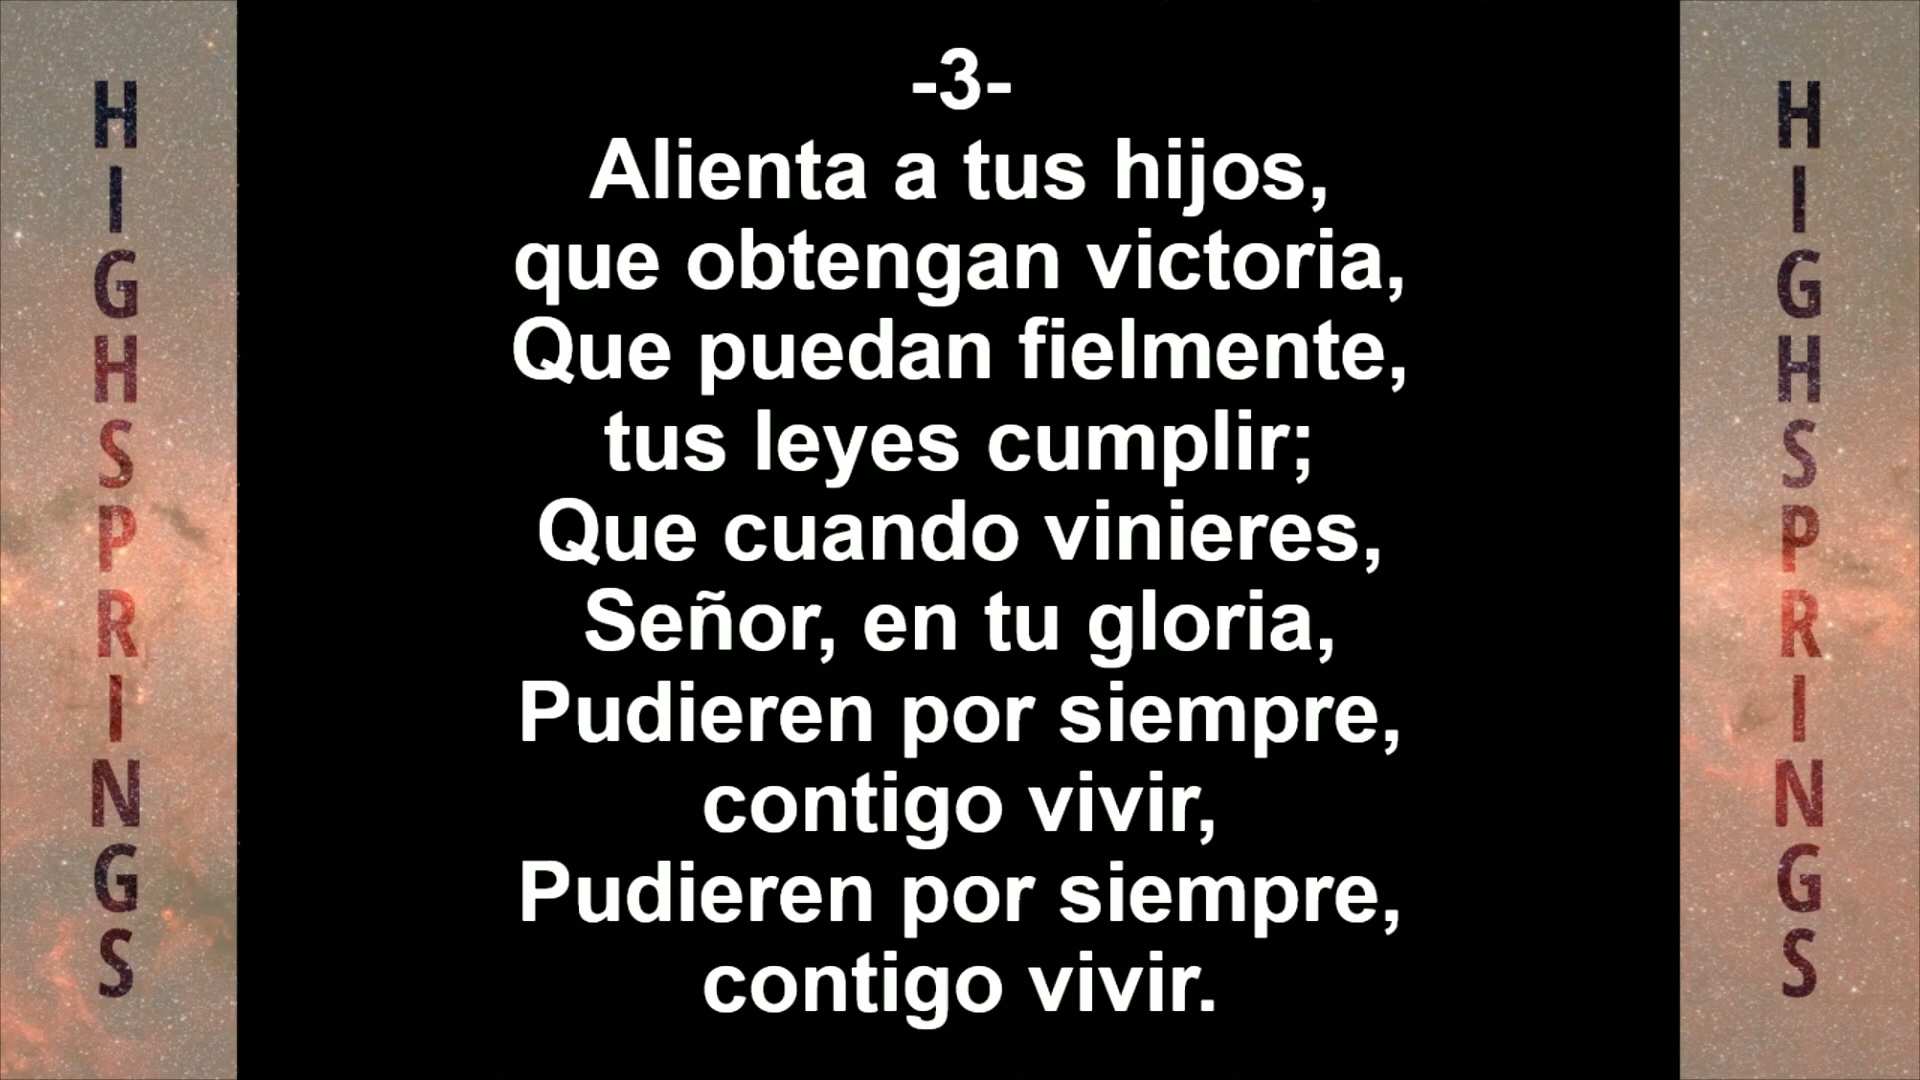 HIGHSPRINGS
-3-
Alienta a tus hijos,
que obtengan victoria,
Que puedan fielmente,
tus leyes cumplir;
Que cuando vinieres,
Señor, en tu gloria,
Pudieren por siempre,
contigo vivir,
Pudieren por siempre,
contigo vivir.
HIGHSPRINGS